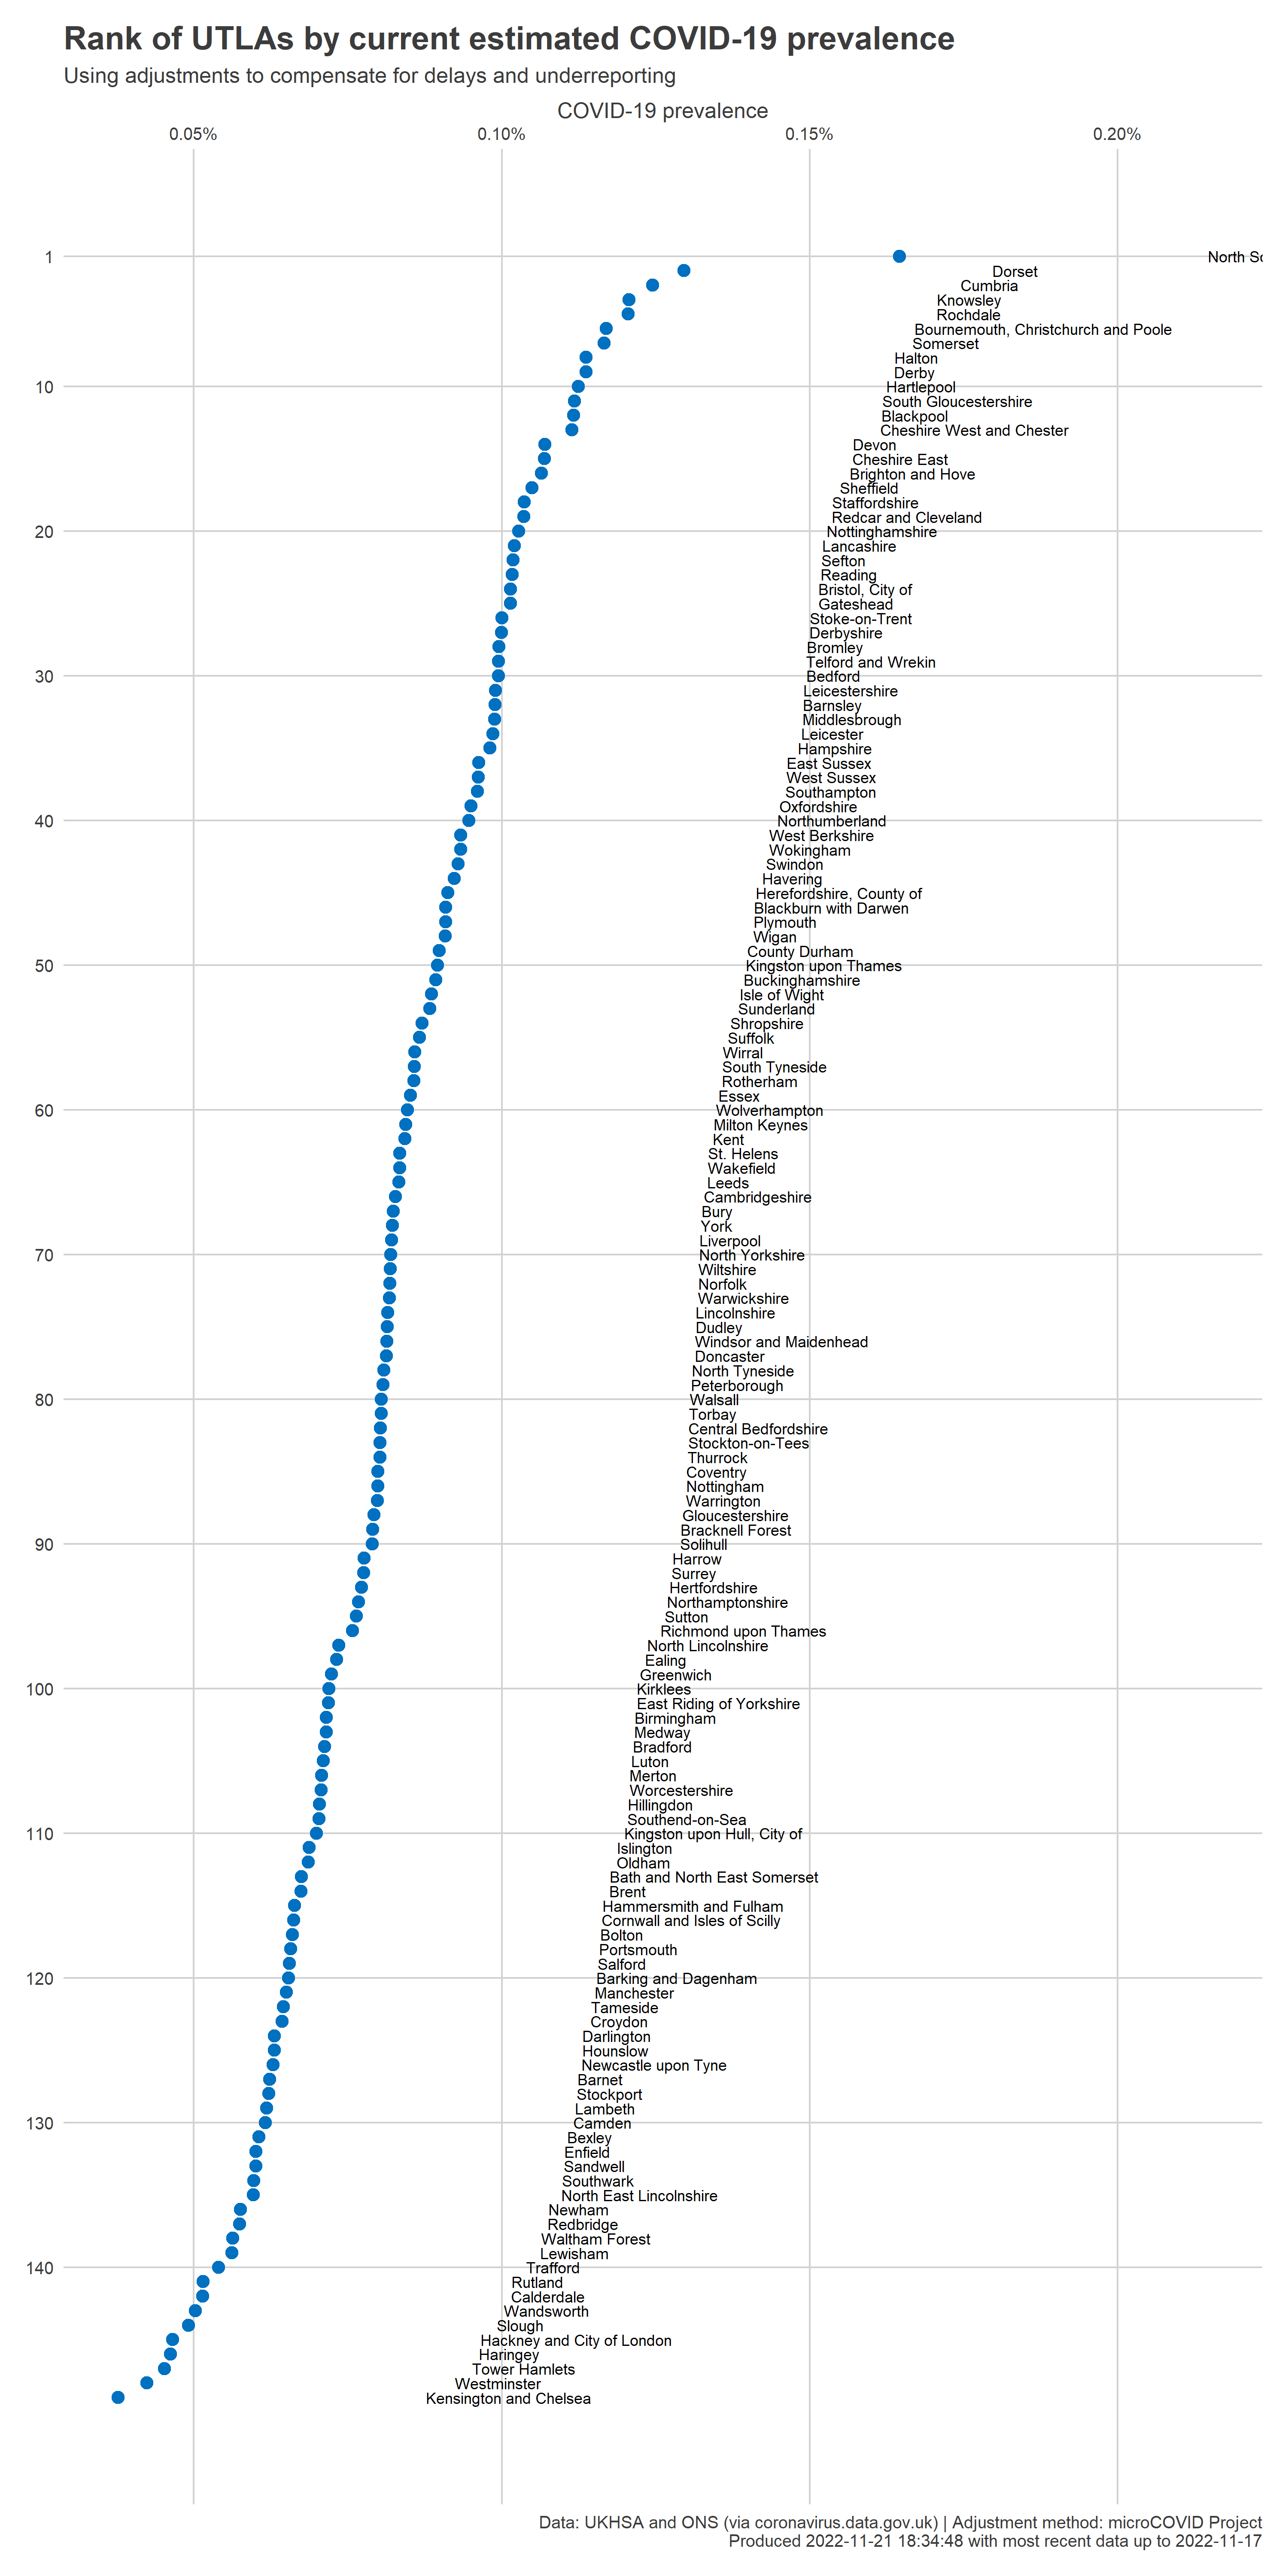 Rank of UTLAs by current estimated COVID-19 prevalence
Using adjustments to compensate for delays and underreporting
COVID-19 prevalence
0.05% 0.10% 0.15% 0.20%
1 North
Dorset
Cumbria
Knowsley
Rochdale
Bournemouth, Christchurch and Poole
Somerset
Halton
Derby
10 Hartlepool
South Gloucestershire
Blackpool
Cheshire West and Chester
Devon
Cheshire East
Brighton and Hove
Sheffield
Staffordshire
Redcar and Cleveland
20 Nottinghamshire
Lancashire
Sefton
Reading
Bristol, City of
Gateshead
Stoke-on-Trent
Derbyshire
Bromley
Telford and Wrekin
30 Bedford
Leicestershire
Barnsley
Middlesbrough
Leicester
Hampshire
East Sussex
West Sussex
Southampton
Oxfordshire
40 Northumberland
West Berkshire
Wokingham
Swindon
Havering
Herefordshire, County of
Blackburn with Darwen
Plymouth
Wigan
County Durham
50 Kingston upon Thames
Buckinghamshire
Isle of Wight
Sunderland
Shropshire
Suffolk
Wirral
South Tyneside
Rotherham
Essex
60 Wolverhampton
Milton Keynes
Kent
St. Helens
Wakefield
Leeds
Cambridgeshire
Bury
York
Liverpool
70 North Yorkshire
Wiltshire
Norfolk
Warwickshire
Lincolnshire
Dudley
Windsor and Maidenhead
Doncaster
North Tyneside
Peterborough
80 Walsall
Torbay
Central Bedfordshire
Stockton-on-Tees
Thurrock
Coventry
Nottingham
Warrington
Gloucestershire
Bracknell Forest
90 Solihull
Harrow
Surrey
Hertfordshire
Northamptonshire
Sutton
Richmond upon Thames
North Lincolnshire
Ealing
Greenwich
100 Kirklees
East Riding of Yorkshire
Birmingham
Medway
Bradford
Luton
Merton
Worcestershire
Hillingdon
Southend-on-Sea
110 Kingston upon Hull, City of
Islington
Oldham
Bath and North East Somerset
Brent
Hammersmith and Fulham
Cornwall and Isles of Scilly
Bolton
Portsmouth
Salford
120 Barking and Dagenham
Manchester
Tameside
Croydon
Darlington
Hounslow
Newcastle upon Tyne
Barnet
Stockport
Lambeth
130 Camden
Bexley
Enfield
Sandwell
Southwark
North East Lincolnshire
Newham
Redbridge
Waltham Forest
Lewisham
140 Trafford
Rutland
Calderdale
Wandsworth
Slough
Hackney and City of London
Haringey
Tower Hamlets
Westminster
Kensington and Chelsea
Data: UKHSA and ONS (via coronavirus.data.gov.uk) | Adjustment method: microCOVID Project
Produced 2022-11-21 18:34:48 with most recent data up to 2022-11-17